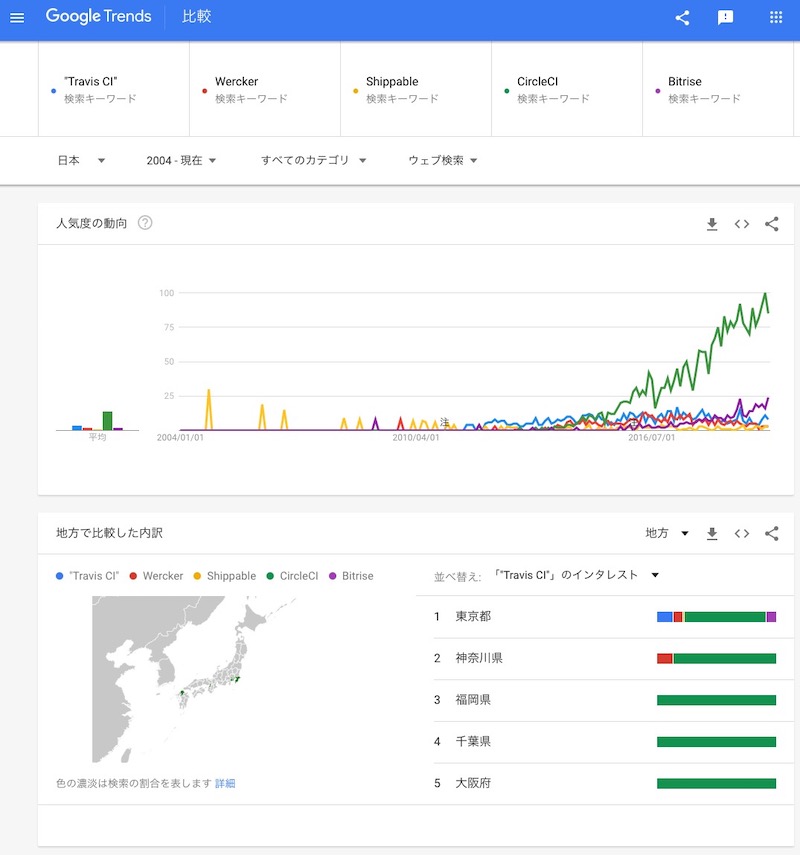 Google Trends 比較
"Travis CI" Wercker Shippable CircleCI Bitrise
検索キーワード 検索キーワード 検索キーワード 検索キーワード 検索キーワード
日本 2004 - 現在 すべてのカテゴリ ウェブ検索
人気度の動向
100
75
50
25
注
平均 2004/01/01 2010/04/01 2016/07/01
地方で比較した内訳 地方
"Travis CI" Wercker Shippable CircleCI Bitrise
並べ替え: 「"Travis CI"」のインタレスト
1 東京都
2 神奈川県
3 福岡県
4 千葉県
5 大阪府
色の濃淡は検索の割合を表します 詳細